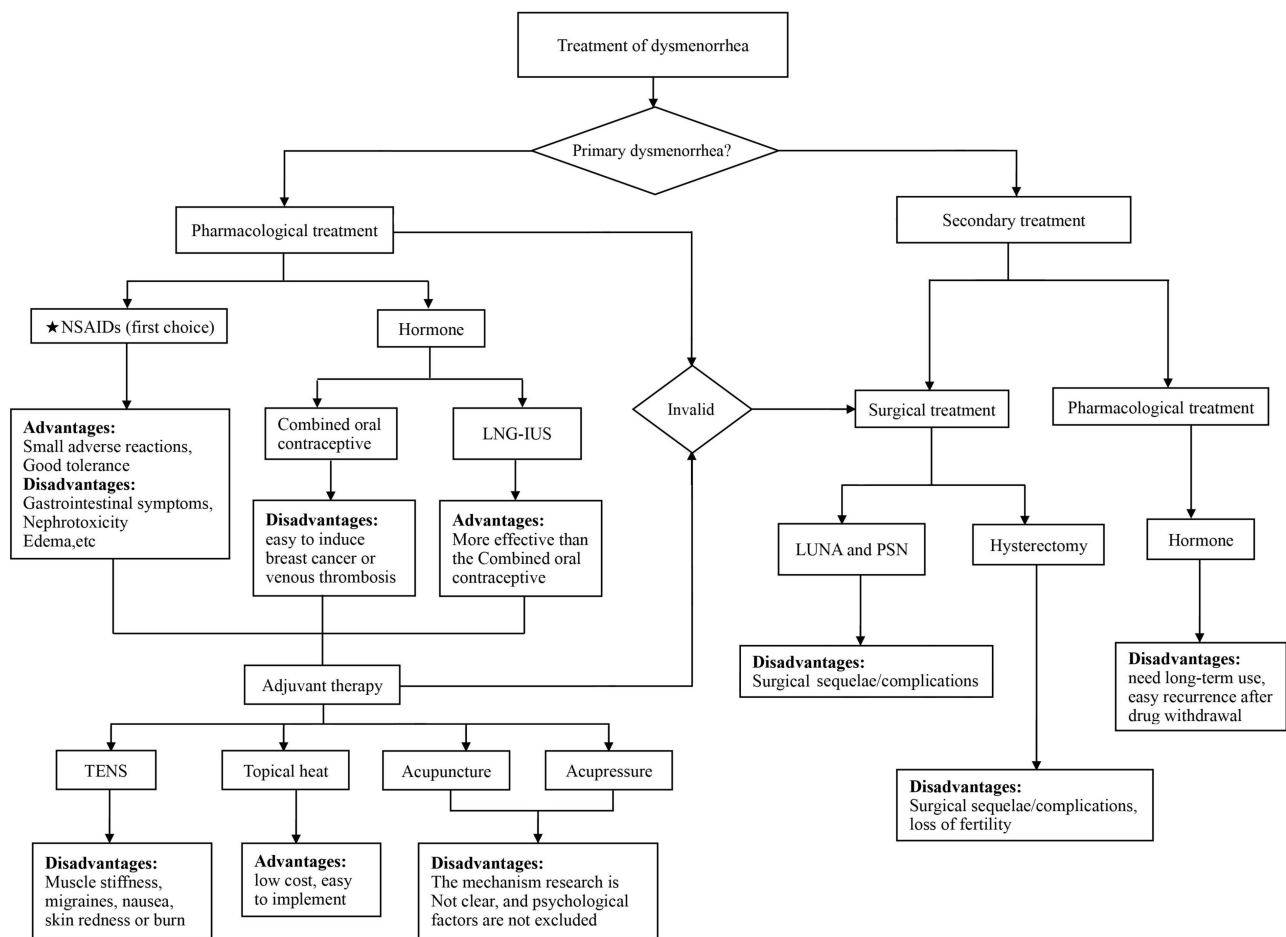 Treatment of dysmenorrhea
Primary dysmenorrhea?
Pharmacological treatment
Secondary treatment
★NSAIDs (first choice)
Hormone
Combined oral
contraceptive
LNG-IUS
Invalid
Surgical treatment
Pharmacological treatment
Advantages:
Small adverse reactions,
Good tolerance
Disadvantages:
Gastrointestinal symptoms,
Nephrotoxicity
Edema,etc
Disadvantages:
easy to induce
breast cancer or
venous thrombosis
Advantages:
More effective than
the Combined oral
contraceptive
LUNA and PSN
Hysterectomy
Hormone
Adjuvant therapy
Disadvantages:
Surgical sequelae/complications
Disadvantages:
need long-term use,
easy recurrence after
drug withdrawal
TENS
Topical heat
Acupuncture
Acupressure
Disadvantages:
Surgical sequelae/complications,
loss of fertility
Disadvantages:
Muscle stiffness,
migraines, nausea,
skin redness or burn
Advantages:
low cost, easy
to implement
Disadvantages:
The mechanism research is
Not clear, and psychological
factors are not excluded